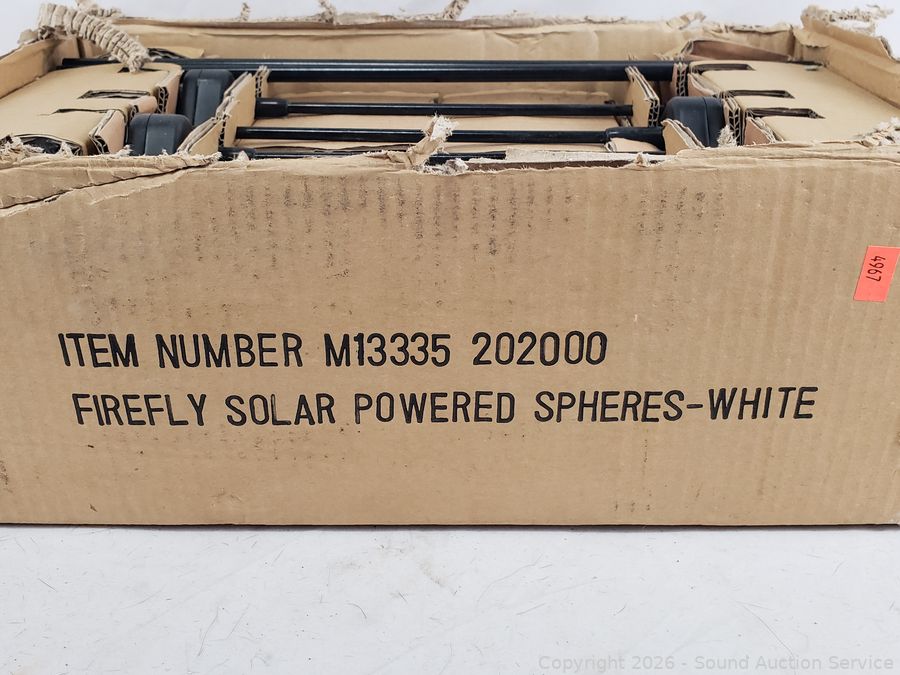 4967
ITEM NUMBER M13335 202000
FIREFLY SOLAR POWERED SPHERES-WHITE
Copyright 2026 - Sound Auction Service